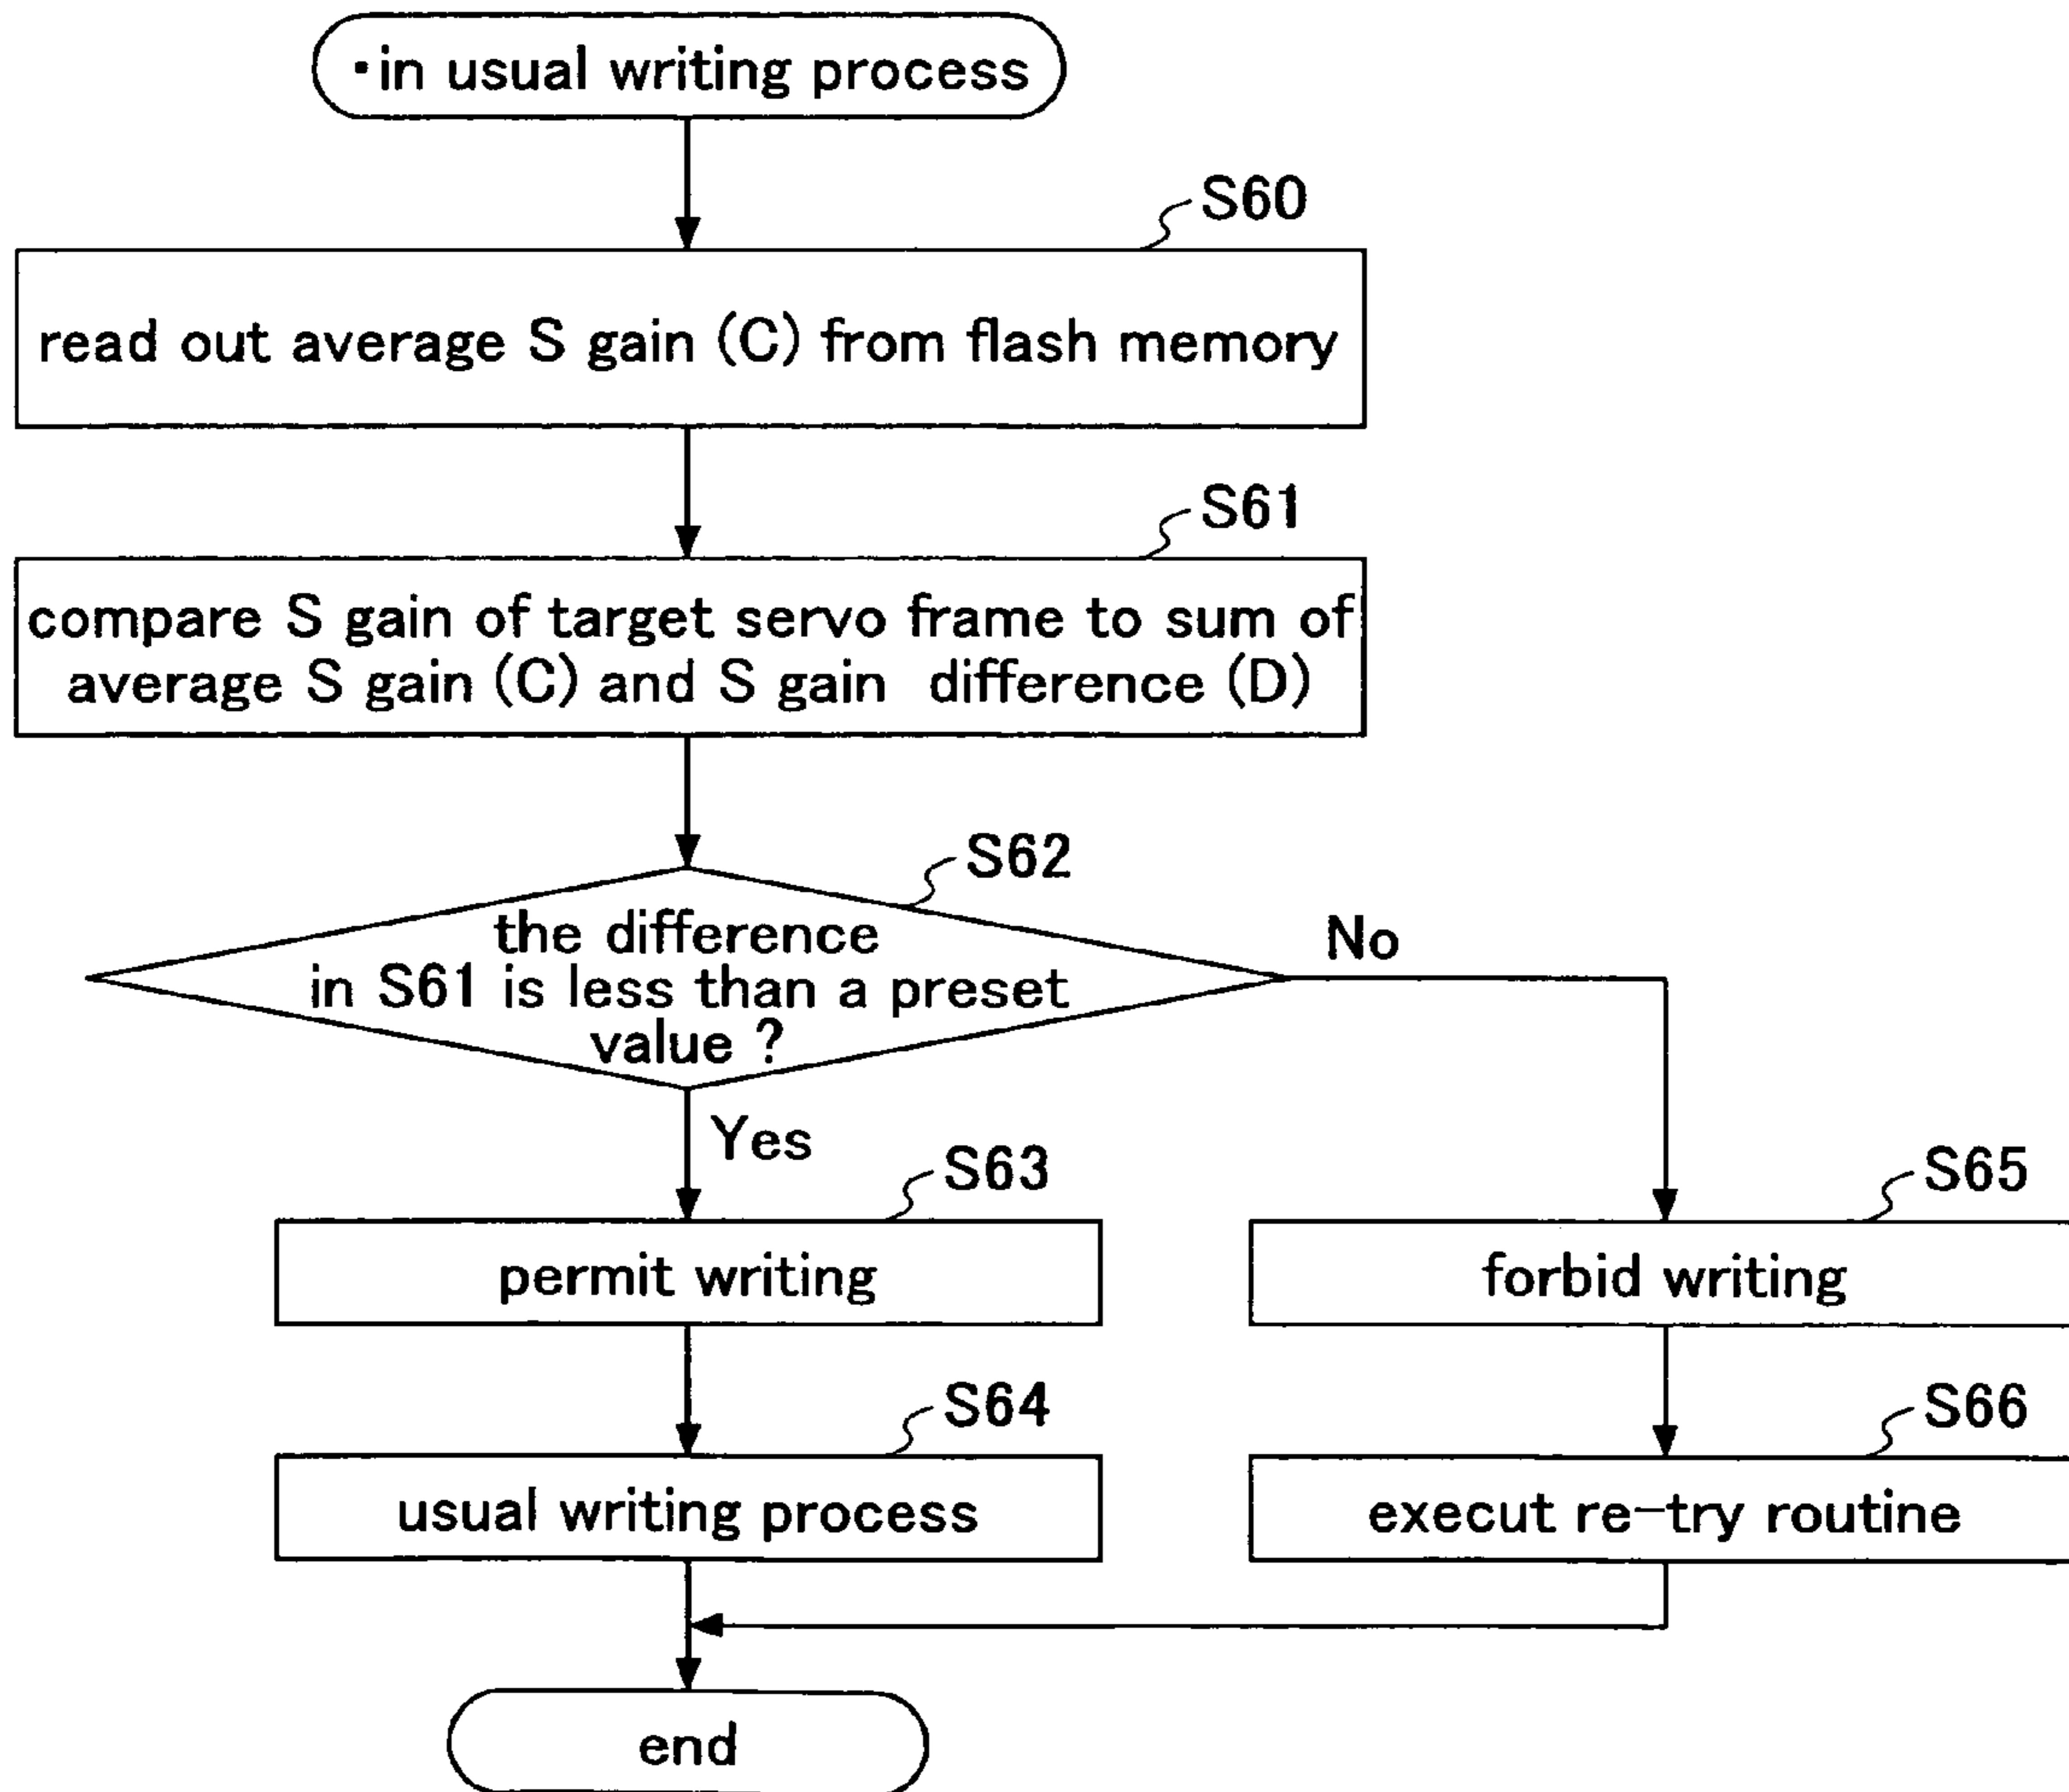 ·in usual writing process
S60
read out average S gain (C) from flash memory
S61
compare S gain of target servo frame to sum of
average S gain (C) and S gain difference (D)
S62
the difference
in S61 is less than a preset
value ?
No
Yes
S63
permit writing
S65
forbid writing
S64
usual writing process
S66
execut re-try routine
end